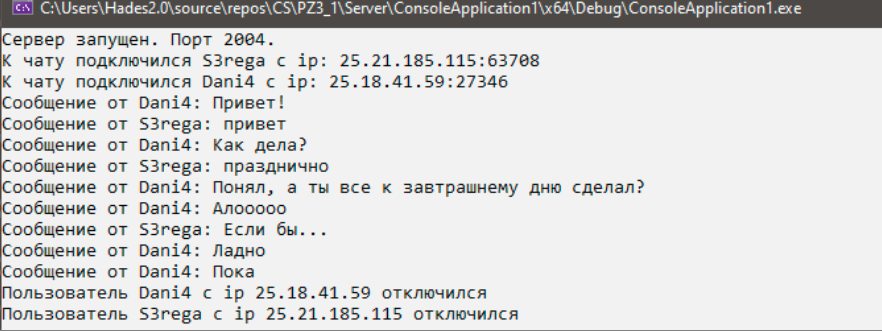 C:\Users\Hades2.0\source\repos\CS\PZ3_1\Server\ConsoleApplication1\x64\Debug\ConsoleApplication1.exe
Сервер запущен. Порт 2004.
К чату подключился S3rega с ip: 25.21.185.115:63708
К чату подключился Dani4 с ip: 25.18.41.59:27346
Сообщение от Dani4: Привет!
Сообщение от S3rega: привет
Сообщение от Dani4: Как дела?
Сообщение от S3rega: празднично
Сообщение от Dani4: Понял, а ты все к завтрашнему дню сделал?
Сообщение от Dani4: Алооооо
Сообщение от S3rega: Если бы...
Сообщение от Dani4: Ладно
Сообщение от Dani4: Пока
Пользователь Dani4 с ip 25.18.41.59 отключился
Пользователь S3rega с ip 25.21.185.115 отключился